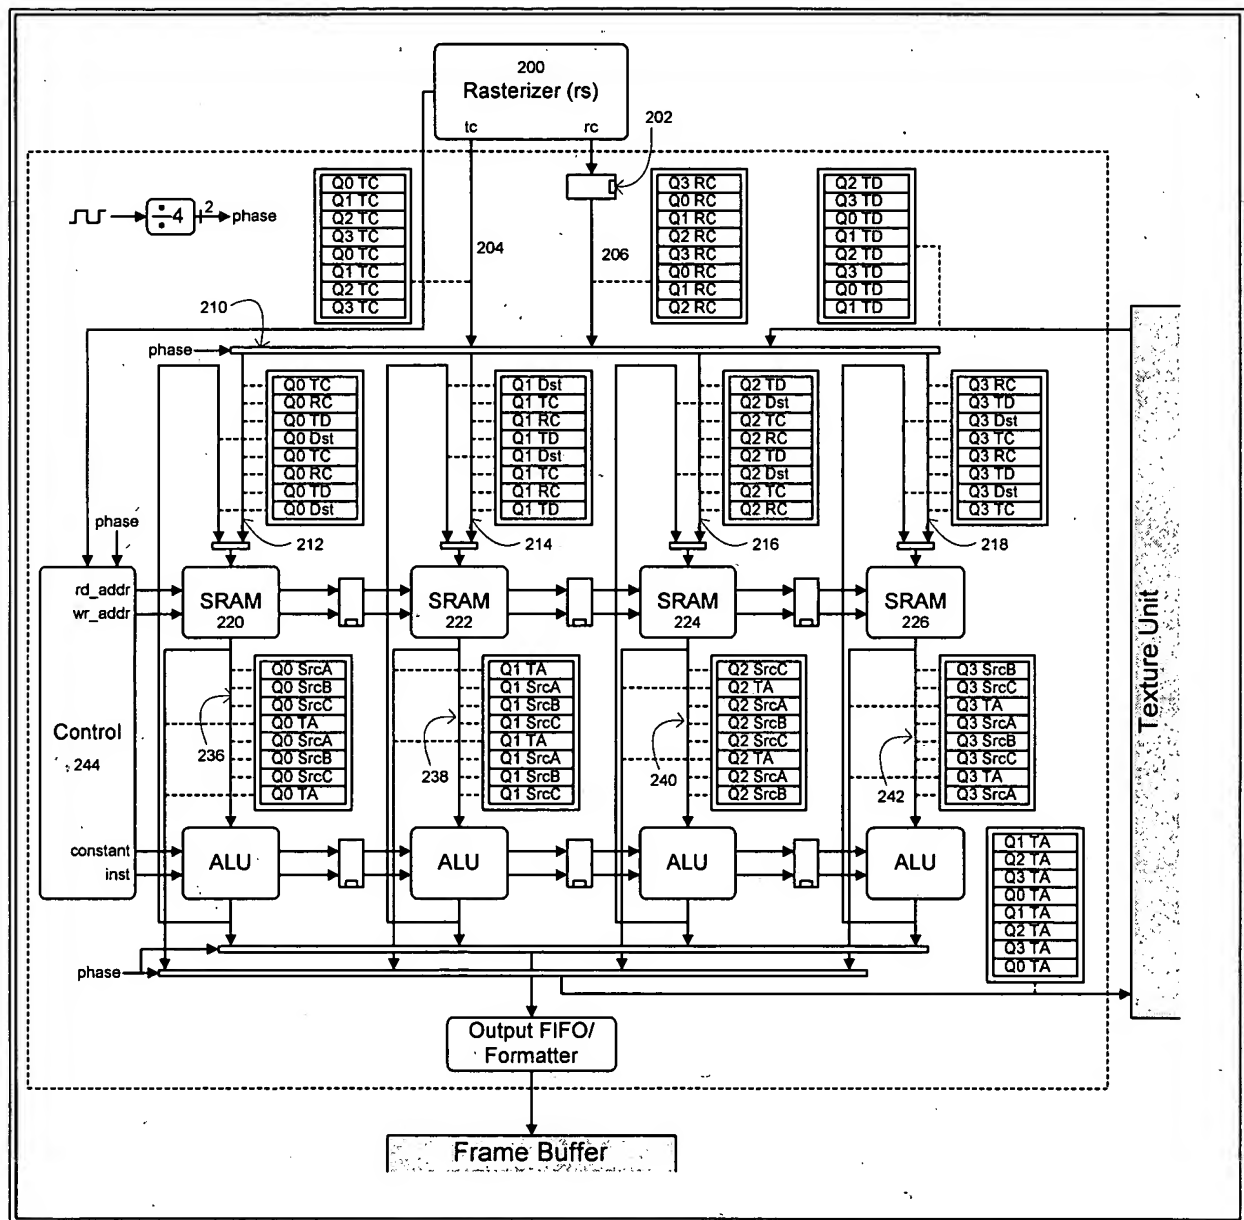 200
Rasterizer (rs)
tc
rc
202
÷4
2
phase
Q0 TC
Q1 TC
Q2 TC
Q3 TC
Q0 TC
Q1 TC
Q2 TC
Q3 TC
204
206
Q3 RC
Q0 RC
Q1 RC
Q2 RC
Q3 RC
Q0 RC
Q1 RC
Q2 RC
Q2 TD
Q3 TD
Q0 TD
Q1 TD
Q2 TD
Q3 TD
Q0 TD
Q1 TD
210
phase
Q0 TC
Q0 RC
Q0 TD
Q0 Dst
Q0 TC
Q0 RC
Q0 TD
Q0 Dst
Q1 Dst
Q1 TC
Q1 RC
Q1 TD
Q1 Dst
Q1 TC
Q1 RC
Q1 TD
Q2 TD
Q2 Dst
Q2 TC
Q2 RC
Q2 TD
Q2 Dst
Q2 TC
Q2 RC
Q3 RC
Q3 TD
Q3 Dst
Q3 TC
Q3 RC
Q3 TD
Q3 Dst
Q3 TC
phase
212
214
216
218
rd_addr
wr_addr
SRAM
220
SRAM
222
SRAM
224
SRAM
226
Texture Unit
Control
244
Q0 SrcA
Q0 SrcB
Q0 SrcC
Q0 TA
Q0 SrcA
Q0 SrcB
Q0 SrcC
Q0 TA
236
Q1 TA
Q1 SrcA
Q1 SrcB
Q1 SrcC
Q1 TA
Q1 SrcA
Q1 SrcB
Q1 SrcC
238
Q2 SrcC
Q2 TA
Q2 SrcA
Q2 SrcB
Q2 SrcC
Q2 TA
Q2 SrcA
Q2 SrcB
240
Q3 SrcB
Q3 SrcC
Q3 TA
Q3 SrcA
Q3 SrcB
Q3 SrcC
Q3 TA
Q3 SrcA
242
constant
inst
ALU
ALU
ALU
ALU
Q1 TA
Q2 TA
Q3 TA
Q0 TA
Q1 TA
Q2 TA
Q3 TA
Q0 TA
phase
Output FIFO/
Formatter
Frame Buffer